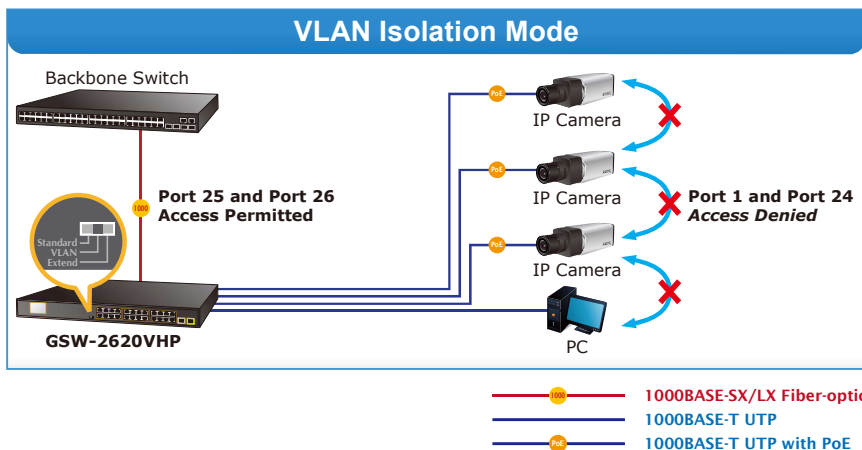 VLAN Isolation Mode
Backbone Switch
PoE
IP Camera
PoE
IP Camera
Port 25 and Port 26
Access Permitted
1000
Port 1 and Port 24
Access Denied
Standard
VLAN
Extend
PoE
IP Camera
GSW-2620VHP
PC
1000
1000BASE-SX/LX Fiber-optic
1000BASE-T UTP
PoE
1000BASE-T UTP with PoE